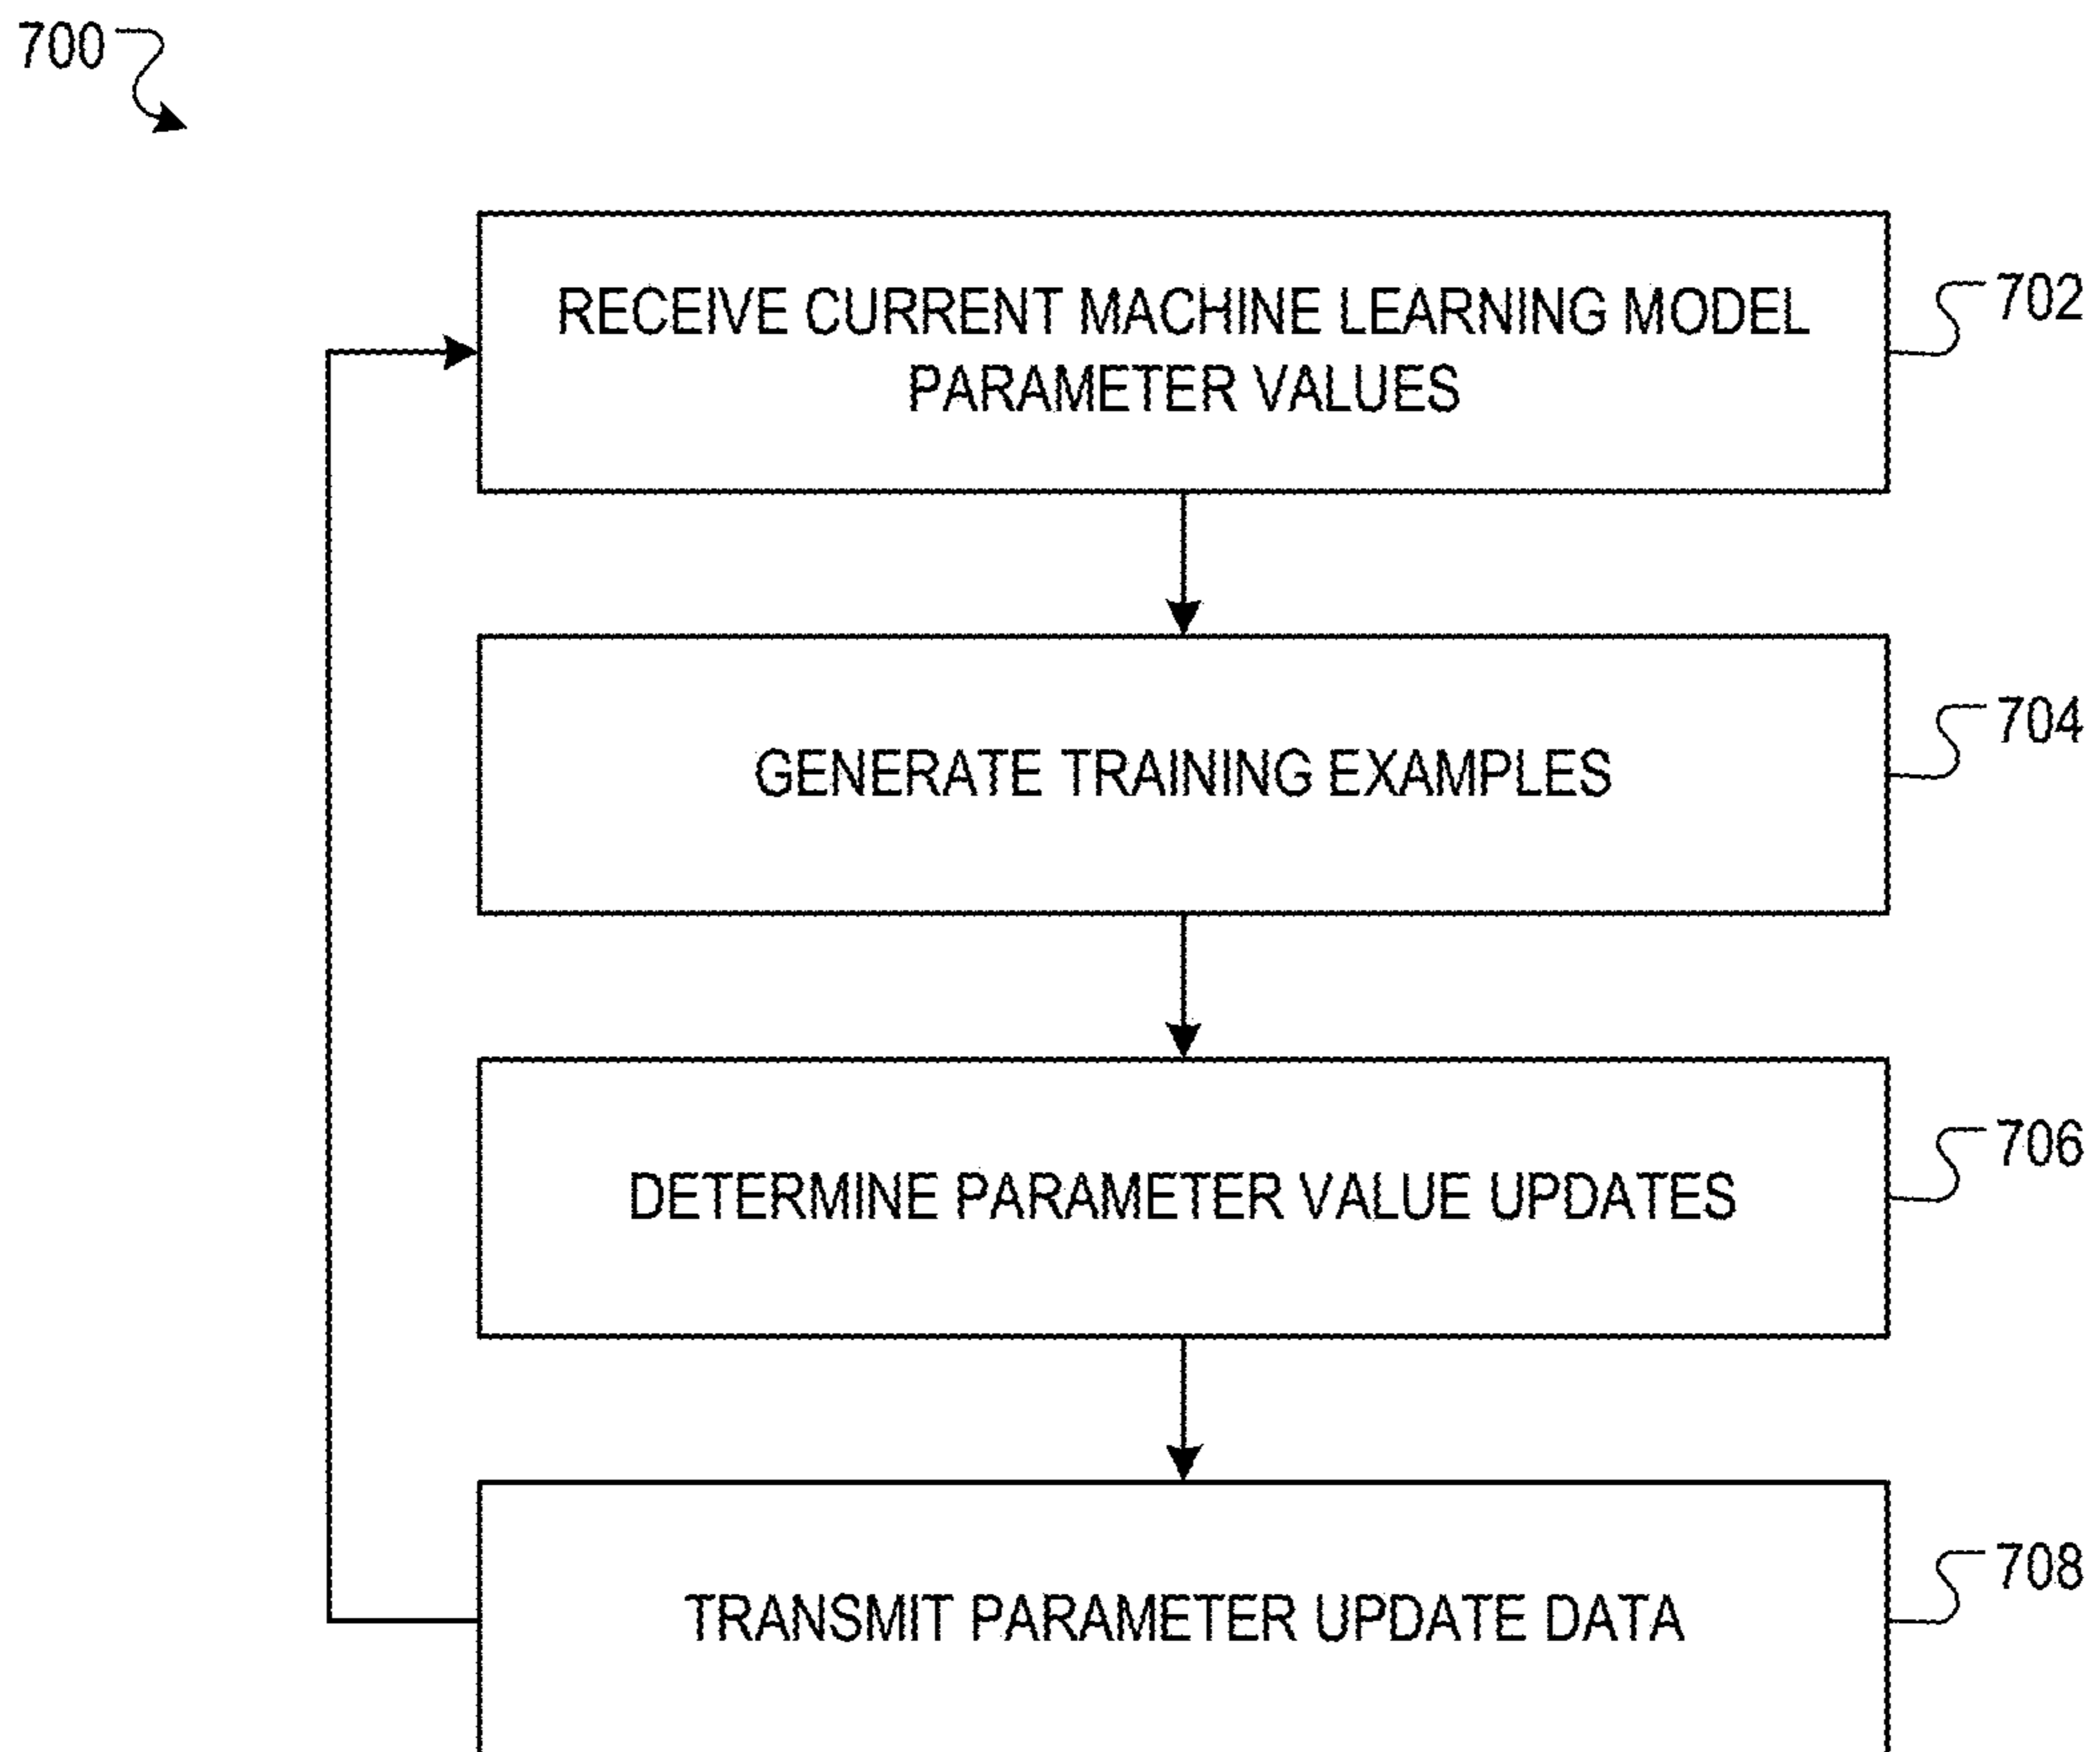 700
RECEIVE CURRENT MACHINE LEARNING MODEL
PARAMETER VALUES
702
GENERATE TRAINING EXAMPLES
704
DETERMINE PARAMETER VALUE UPDATES
706
TRANSMIT PARAMETER UPDATE DATA
708